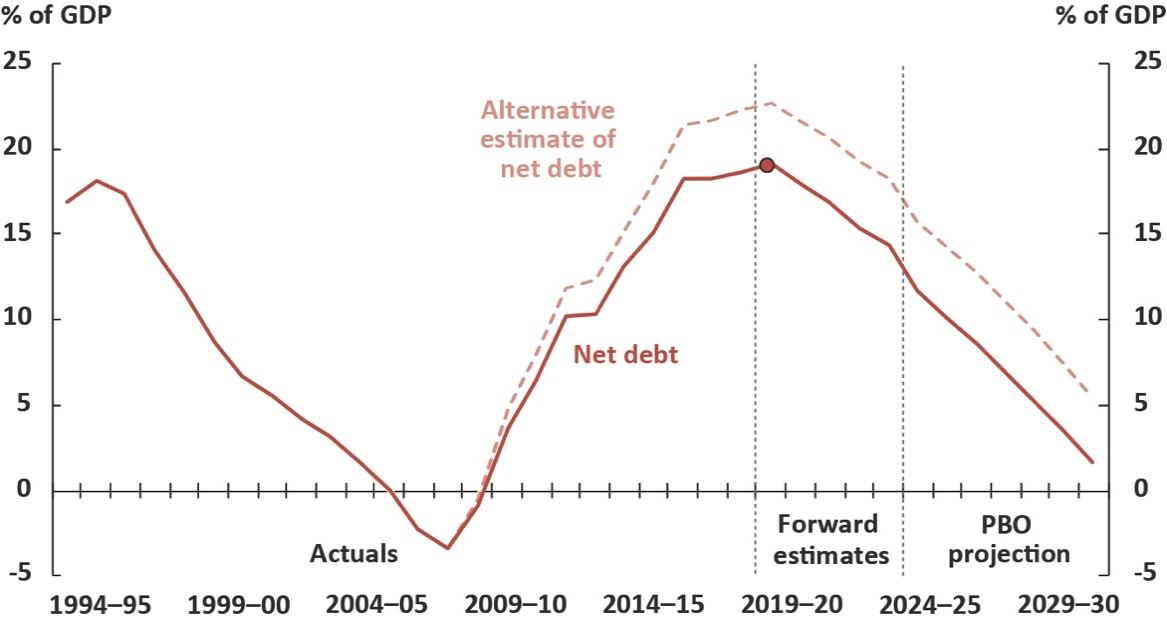 % of GDP
% of GDP
25
25
Alternative
estimate of
net debt
20
20
15
15
10
10
Net debt
5
5
0
0
Forward
estimates
PBO
projection
Actuals
-5
-5
1994–95
1999–00
2004–05
2009–10
2014–15
2019–20
2024–25
2029–30